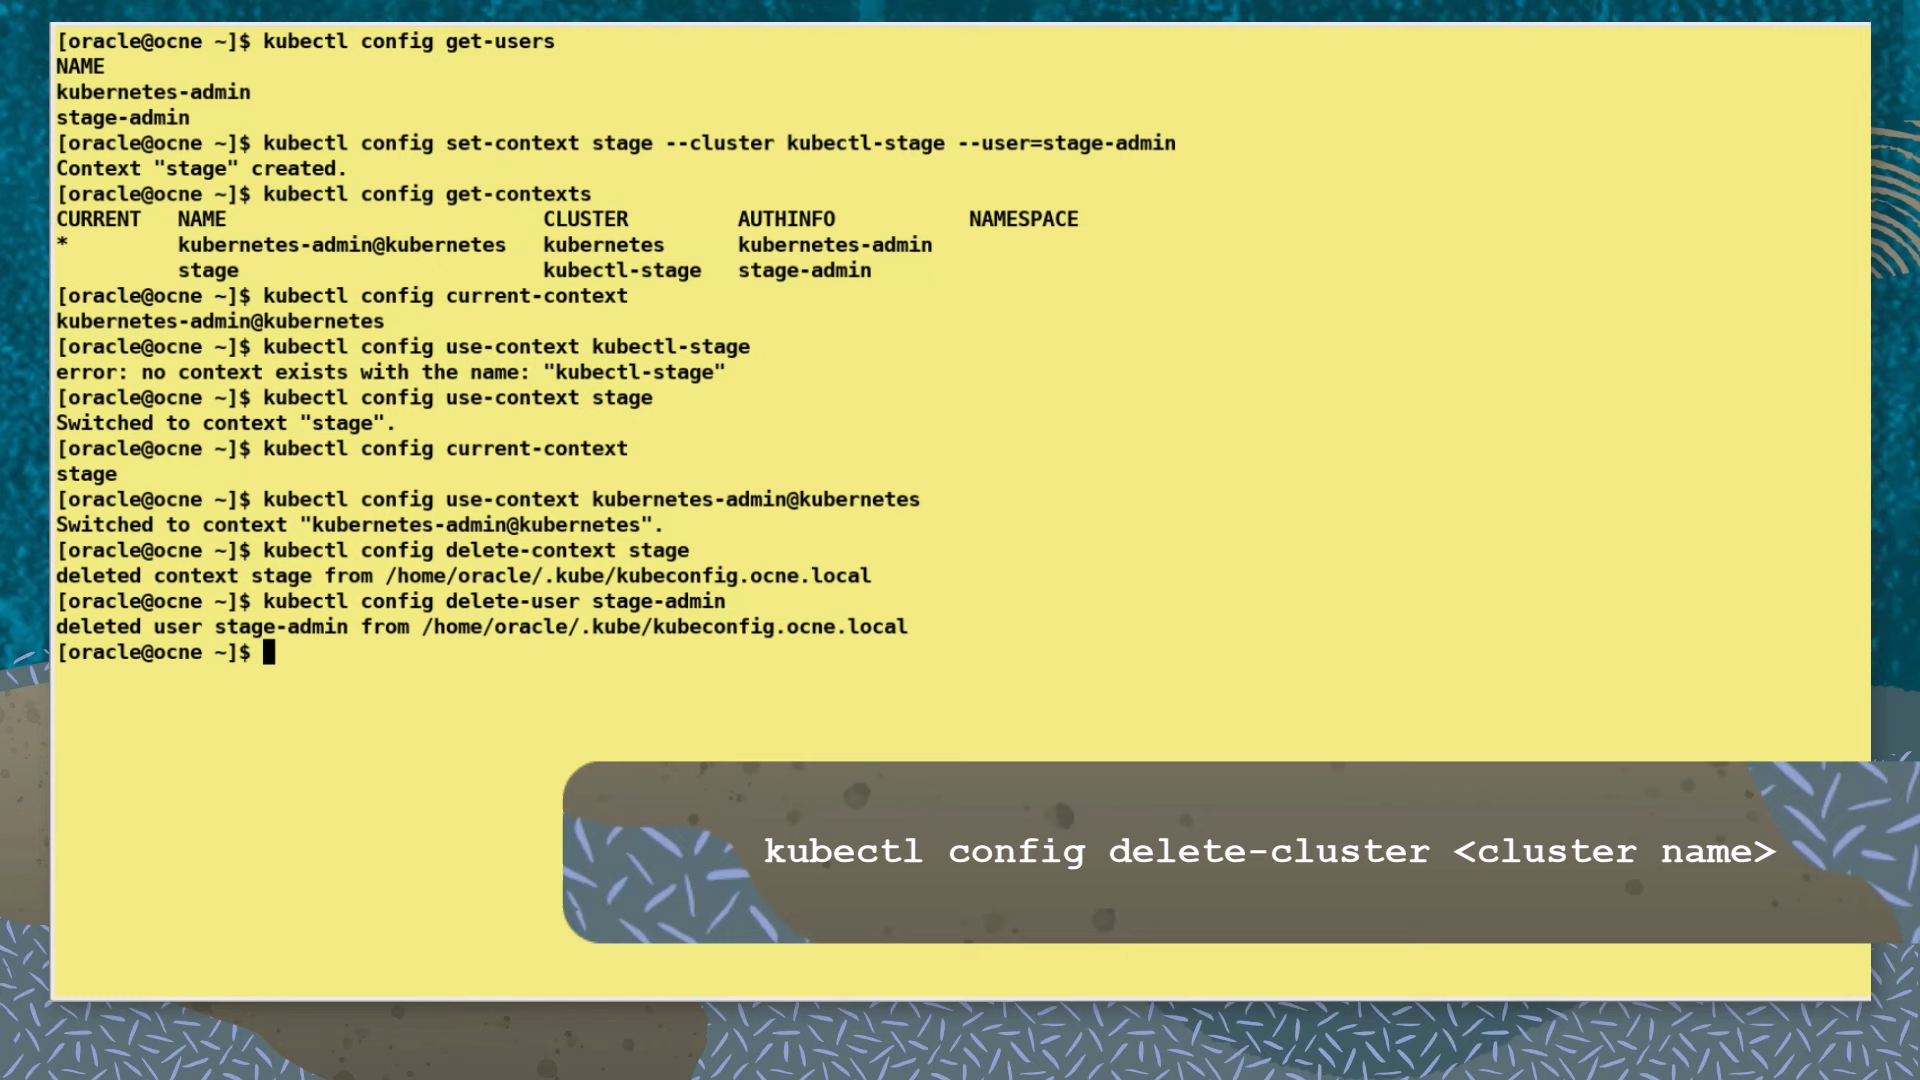 [oracle@ocne ~]$ kubectl config get-users
NAME
kubernetes-admin
stage-admin
[oracle@ocne ~]$ kubectl config set-context stage --cluster kubectl-stage --user=stage-admin
Context "stage" created.
[oracle@ocne ~]$ kubectl config get-contexts
CURRENT   NAME                          CLUSTER         AUTHINFO           NAMESPACE
*         kubernetes-admin@kubernetes   kubernetes      kubernetes-admin
          stage                         kubectl-stage   stage-admin
[oracle@ocne ~]$ kubectl config current-context
kubernetes-admin@kubernetes
[oracle@ocne ~]$ kubectl config use-context kubectl-stage
error: no context exists with the name: "kubectl-stage"
[oracle@ocne ~]$ kubectl config use-context stage
Switched to context "stage".
[oracle@ocne ~]$ kubectl config current-context
stage
[oracle@ocne ~]$ kubectl config use-context kubernetes-admin@kubernetes
Switched to context "kubernetes-admin@kubernetes".
[oracle@ocne ~]$ kubectl config delete-context stage
deleted context stage from /home/oracle/.kube/kubeconfig.ocne.local
[oracle@ocne ~]$ kubectl config delete-user stage-admin
deleted user stage-admin from /home/oracle/.kube/kubeconfig.ocne.local
[oracle@ocne ~]$
kubectl config delete-cluster <cluster name>